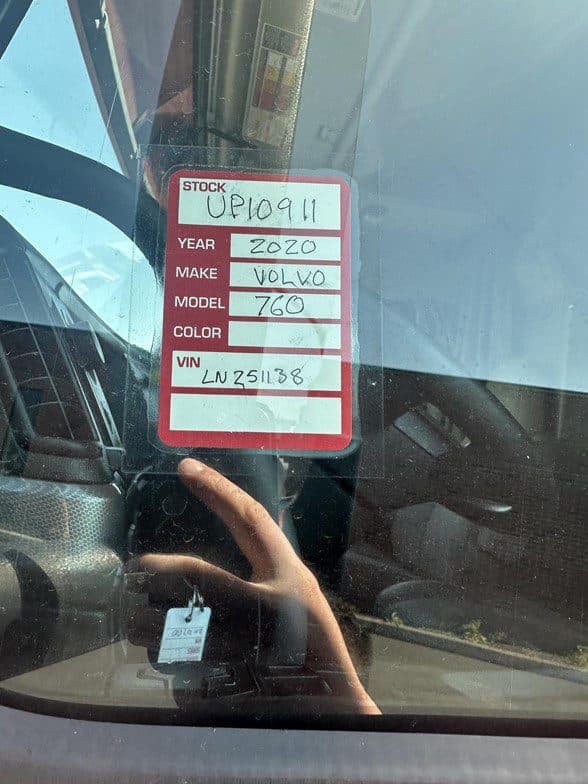 STOCK
UP10911
YEAR 2020
MAKE VOLVO
MODEL 760
COLOR
VIN
LN251138